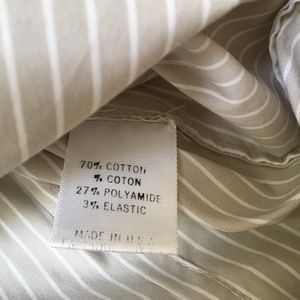 70% COTTON
% COTON
27% POLYAMIDE
3% ELASTIC
MADE IN U.S.A